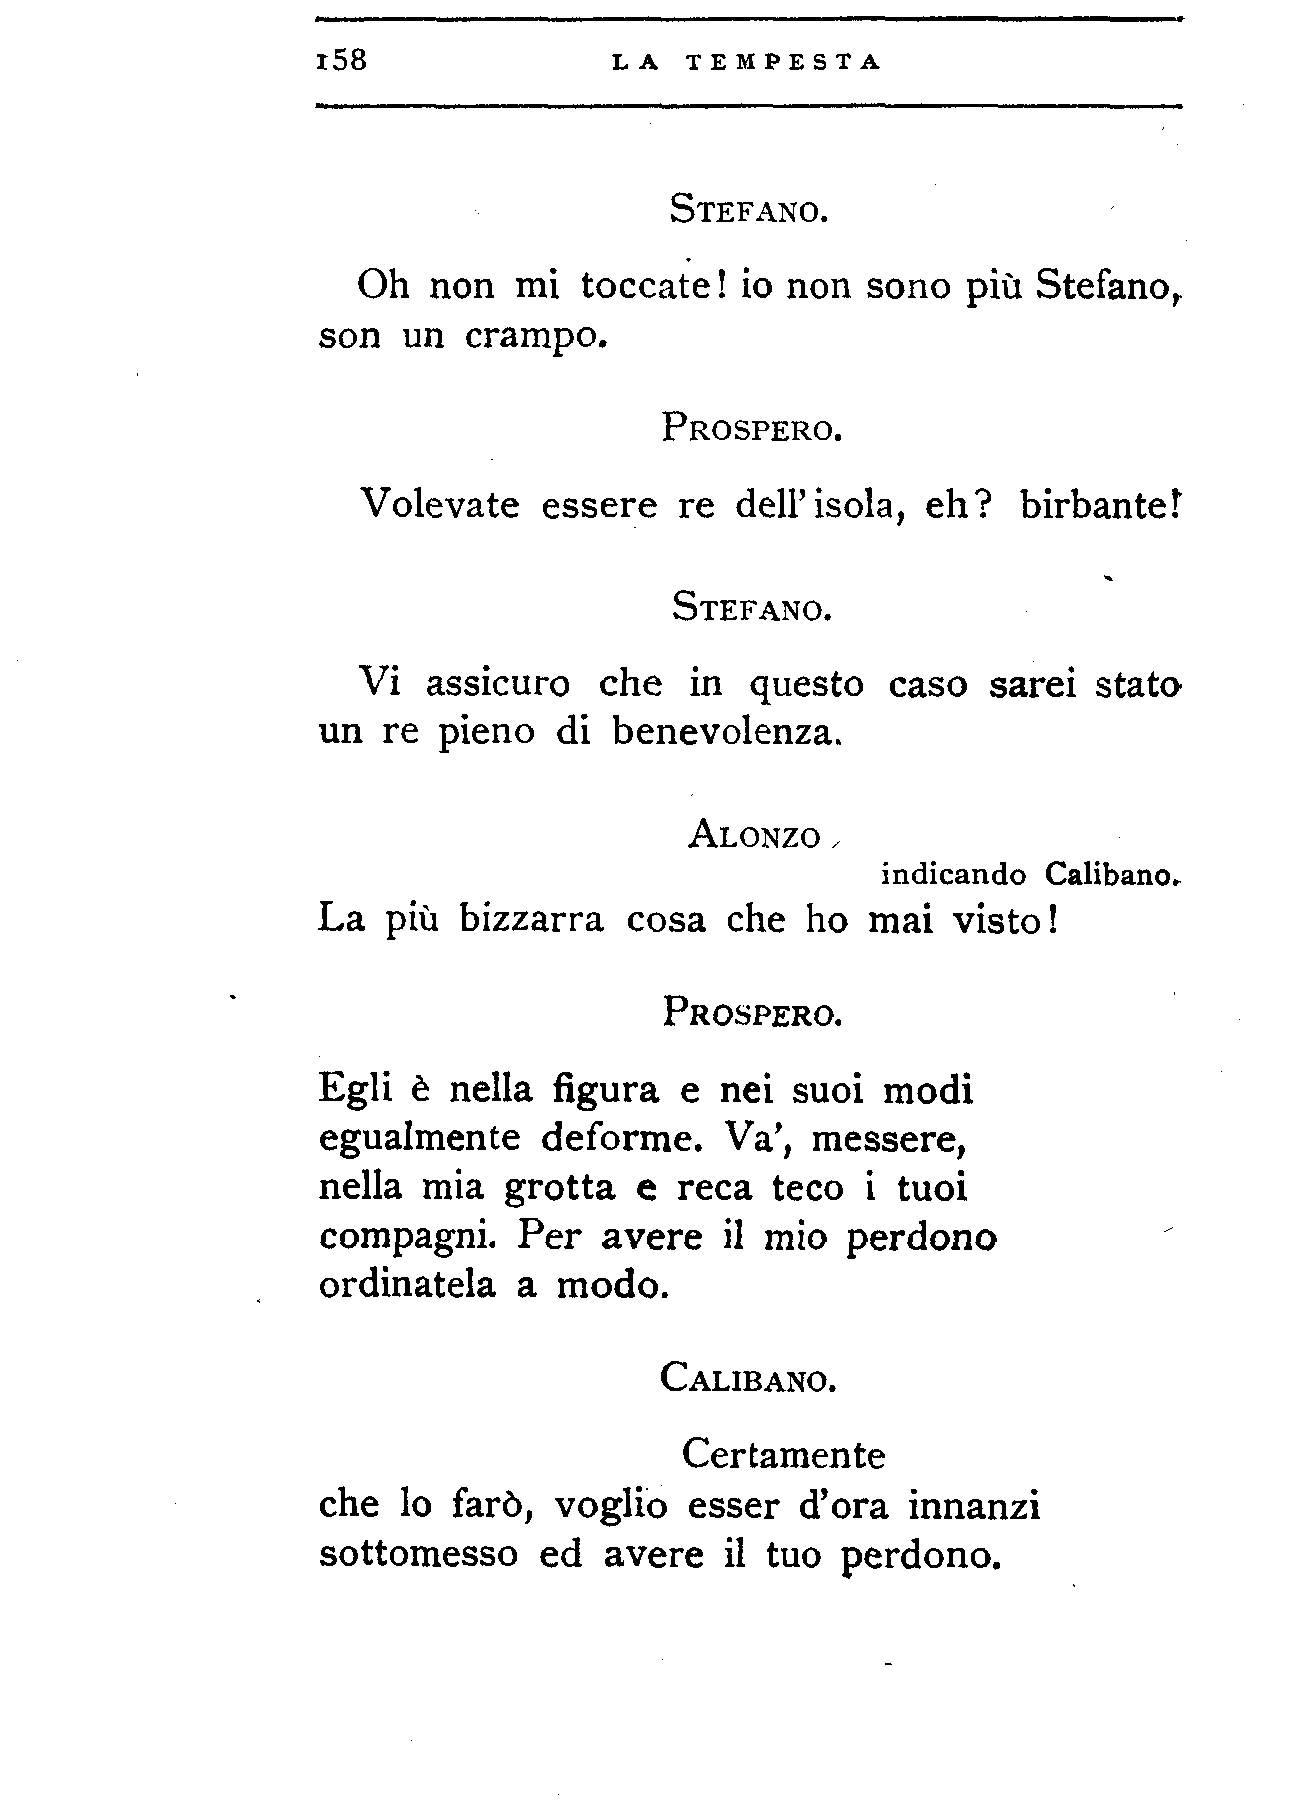 158 LA TEMPESTA
STEFANO.
Oh non mi toccate! io non sono più Stefano,
son un crampo.
PROSPERO.
Volevate essere re dell'isola, eh? birbante!
STEFANO.
Vi assicuro che in questo caso sarei stato
un re pieno di benevolenza.
ALONZO
indicando Calibano.
La più bizzarra cosa che ho mai visto!
PROSPERO.
Egli è nella figura e nei suoi modi
egualmente deforme. Va', messere,
nella mia grotta e reca teco i tuoi
compagni. Per avere il mio perdono
ordinatela a modo.
CALIBANO.
Certamente
che lo farò, voglio esser d'ora innanzi
sottomesso ed avere il tuo perdono.